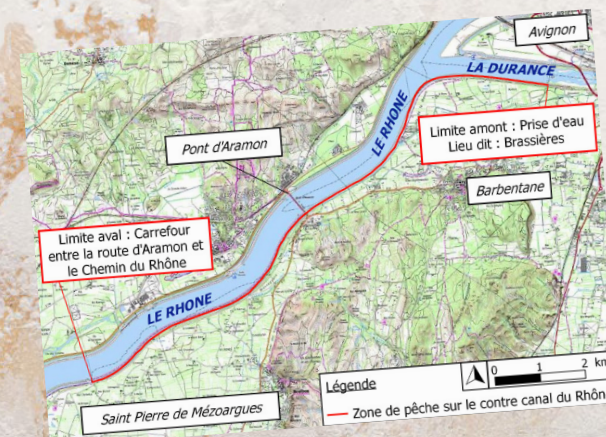 Avignon
LA DURANCE
LE RHONE
Limite amont : Prise d'eau
Lieu dit : Brassières
Pont d'Aramon
Barbentane
Limite aval : Carrefour
entre la route d'Aramon et
le Chemin du Rhône
LE RHONE
Saint Pierre de Mézoargues
Légende
0 1 2 km
Zone de pêche sur le contre canal du Rhône